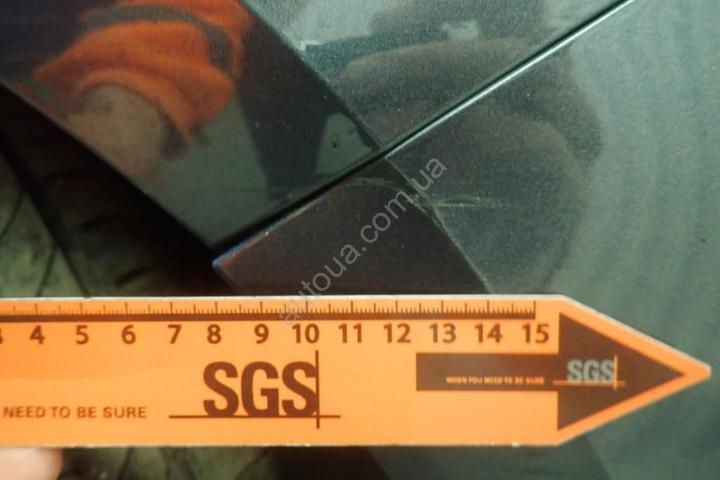 autoua.com.ua
4 5 6 7 8 9 10 11 12 13 14 15
SGS
NEED TO BE SURE
WHEN YOU NEED TO BE SURE
SGS